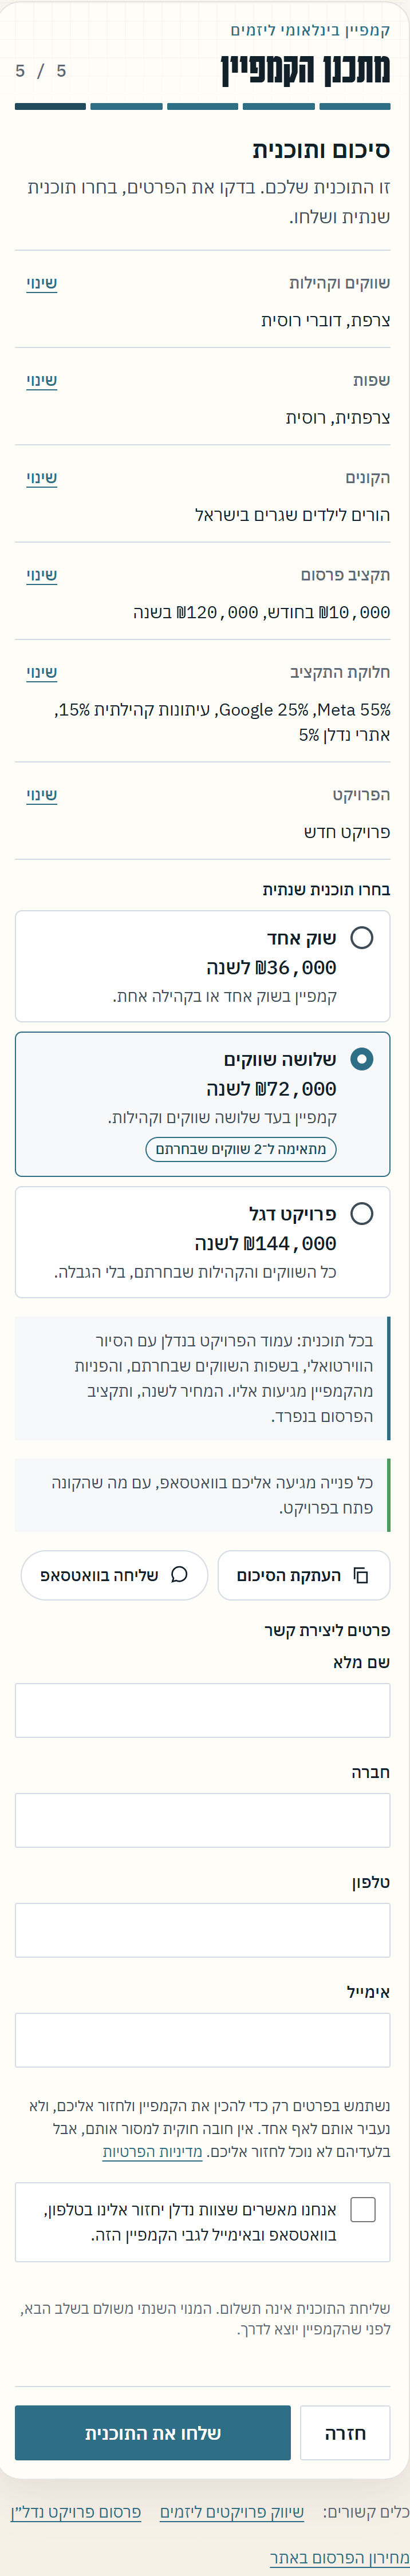 קמפיין בינלאומי ליזמים
מתכנן הקמפיין
5 / 5
סיכום ותוכנית
זו התוכנית שלכם. בדקו את הפרטים, בחרו תוכנית
שנתית ושלחו.
שווקים וקהילות
שינוי
צרפת, דוברי רוסית
שפות
שינוי
צרפתית, רוסית
הקונים
שינוי
הורים לילדים שגרים בישראל
תקציב פרסום
שינוי
₪10,000 בחודש, ₪120,000 בשנה
חלוקת התקציב
שינוי
Meta 55%, Google 25%, עיתונות קהילתית 15%,
אתרי נדלן 5%
הפרויקט
שינוי
פרויקט חדש
בחרו תוכנית שנתית
שוק אחד
₪36,000 לשנה
קמפיין בשוק אחד או בקהילה אחת.
שלושה שווקים
₪72,000 לשנה
קמפיין בעד שלושה שווקים וקהילות.
מתאימה ל־2 שווקים שבחרתם
פרויקט דגל
₪144,000 לשנה
כל השווקים והקהילות שבחרתם, בלי הגבלה.
בכל תוכנית: עמוד הפרויקט בנדלן עם הסיור
הווירטואלי, בשפות השווקים שבחרתם, והפניות
מהקמפיין מגיעות אליו. המחיר לשנה, ותקציב
הפרסום בנפרד.
כל פנייה מגיעה אליכם בוואטסאפ, עם מה שהקונה
פתח בפרויקט.
העתקת הסיכום
שליחה בוואטסאפ
פרטים ליצירת קשר
שם מלא
חברה
טלפון
אימייל
נשתמש בפרטים רק כדי להכין את הקמפיין ולחזור אליכם, ולא
נעביר אותם לאף אחד. אין חובה חוקית למסור אותם, אבל
בלעדיהם לא נוכל לחזור אליכם. מדיניות הפרטיות
אנחנו מאשרים שצוות נדלן יחזור אלינו בטלפון,
בוואטסאפ ובאימייל לגבי הקמפיין הזה.
שליחת התוכנית אינה תשלום. המנוי השנתי משולם בשלב הבא,
לפני שהקמפיין יוצא לדרך.
חזרה
שלחו את התוכנית
כלים קשורים: שיווק פרויקטים ליזמים פרסום פרויקט נדל״ן
מחירון הפרסום באתר